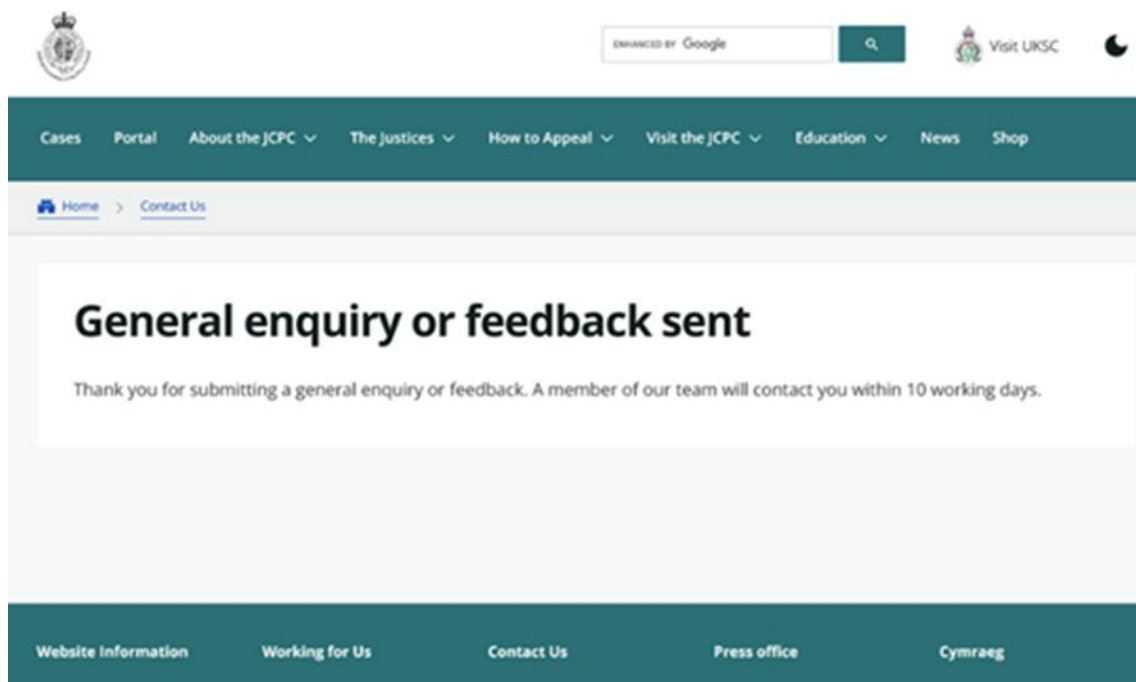 ENHANCED BY Google
Visit UKSC
Cases Portal About the JCPC The Justices How to Appeal Visit the JCPC Education News Shop
Home > Contact Us
General enquiry or feedback sent
Thank you for submitting a general enquiry or feedback. A member of our team will contact you within 10 working days.
Website Information Working for Us Contact Us Press office Cymraeg